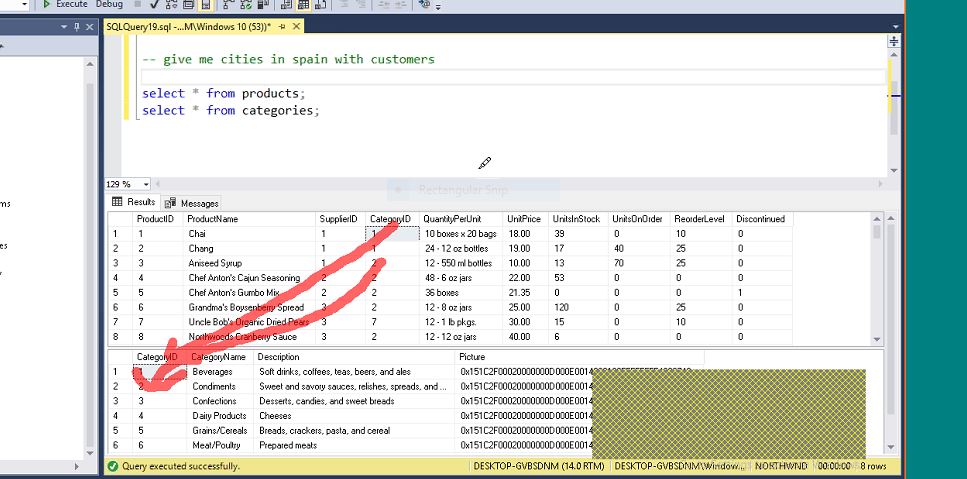 Execute Debug
SQLQuery19.sql -...M\Windows 10 (53))*
-- give me cities in spain with customers
select * from products;
select * from categories;
129 %
Rectangular Snip
Results Messages
ProductID ProductName SupplierID CategoryID QuantityPerUnit UnitPrice UnitsInStock UnitsOnOrder ReorderLevel Discontinued
1 1 Chai 1 1 10 boxes x 20 bags 18.00 39 0 10 0
2 2 Chang 1 1 24 - 12 oz bottles 19.00 17 40 25 0
3 3 Aniseed Syrup 1 2 12 - 550 ml bottles 10.00 13 70 25 0
4 4 Chef Anton's Cajun Seasoning 2 2 48 - 6 oz jars 22.00 53 0 0 0
5 5 Chef Anton's Gumbo Mix 2 2 36 boxes 21.35 0 0 0 1
6 6 Grandma's Boysenberry Spread 3 2 12 - 8 oz jars 25.00 120 0 25 0
7 7 Uncle Bob's Organic Dried Pears 3 7 12 - 1 lb pkgs. 30.00 15 0 10 0
8 8 Northwoods Cranberry Sauce 3 2 12 - 12 oz jars 40.00 6 0 0 0
CategoryID CategoryName Description Picture
1 1 Beverages Soft drinks, coffees, teas, beers, and ales
2 2 Condiments Sweet and savory sauces, relishes, spreads, and ...
3 3 Confections Desserts, candies, and sweet breads
4 4 Dairy Products Cheeses
5 5 Grains/Cereals Breads, crackers, pasta, and cereal
6 6 Meat/Poultry Prepared meats
Query executed successfully. DESKTOP-GVBSDNM (14.0 RTM) DESKTOP-GVBSDNM\Window... NORTHWND 00:00:00 8 rows
ms
es
s